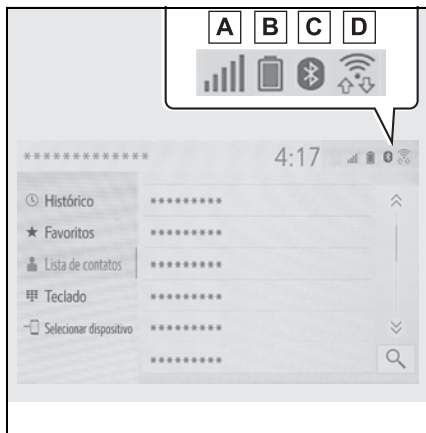 A B C D
************* 4:17
Histórico
*********
Favoritos
*********
Lista de contatos
*********
Teclado
*********
Selecionar dispositivo
*********
*********